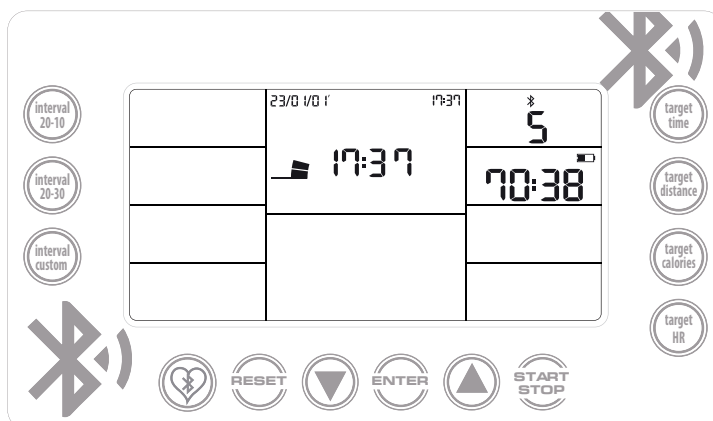 23/01/01
17:37
5
17:37
70:38
interval
20-10
interval
20-30
interval
custom
target
time
target
distance
target
calories
target
HR
RESET
ENTER
START
STOP